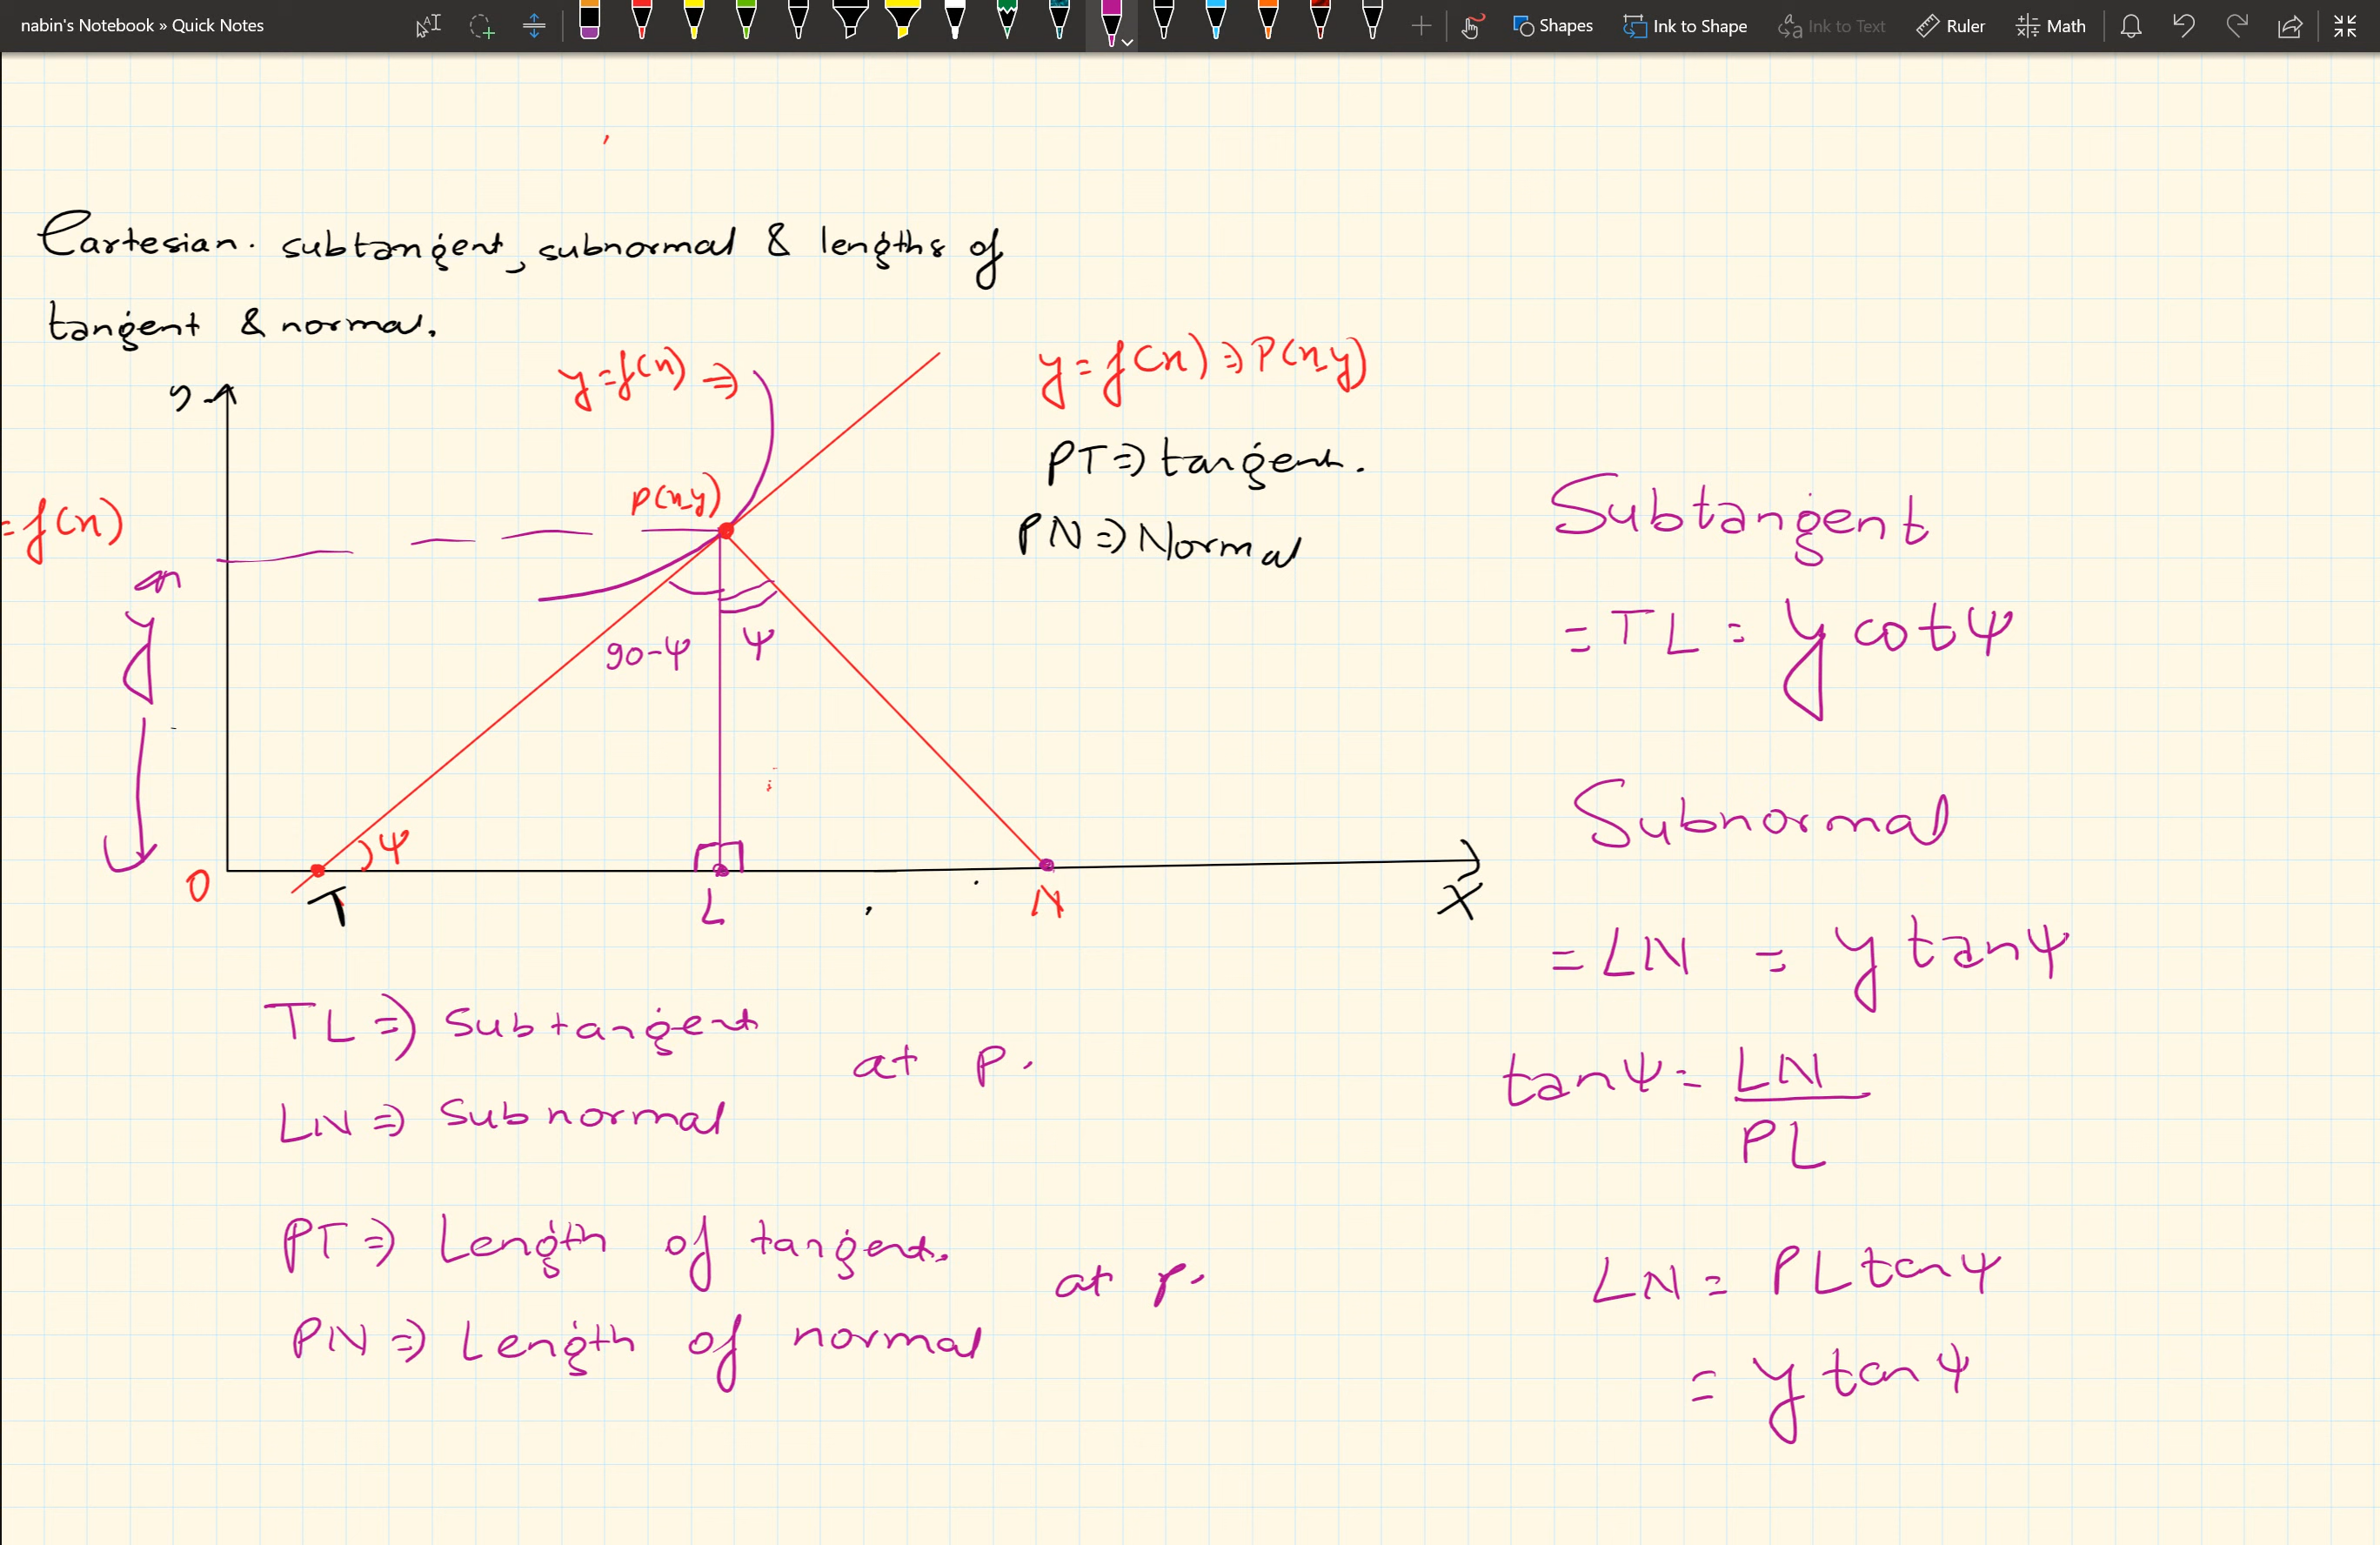 nabin's Notebook » Quick Notes
Shapes
Ink to Shape
Ink to Text
Ruler
Math
Cartesian. subtangent, subnormal & lengths of
tangent & normal.
y=f(x) ⇒
y=f(x) ⇒ P(x,y)
PT ⇒ tangent.
PN ⇒ Normal
y
P(x,y)
=f(x)
y
90-ψ
ψ
ψ
O
T
L
N
X
TL ⇒ Subtangent
at P.
LN ⇒ Subnormal
PT ⇒ Length of tangent.
at P.
PN ⇒ Length of normal
Subtangent
= TL = y cotψ
Subnormal
= LN = y tanψ
tanψ = LN
PL
LN = PL tanψ
= y tanψ